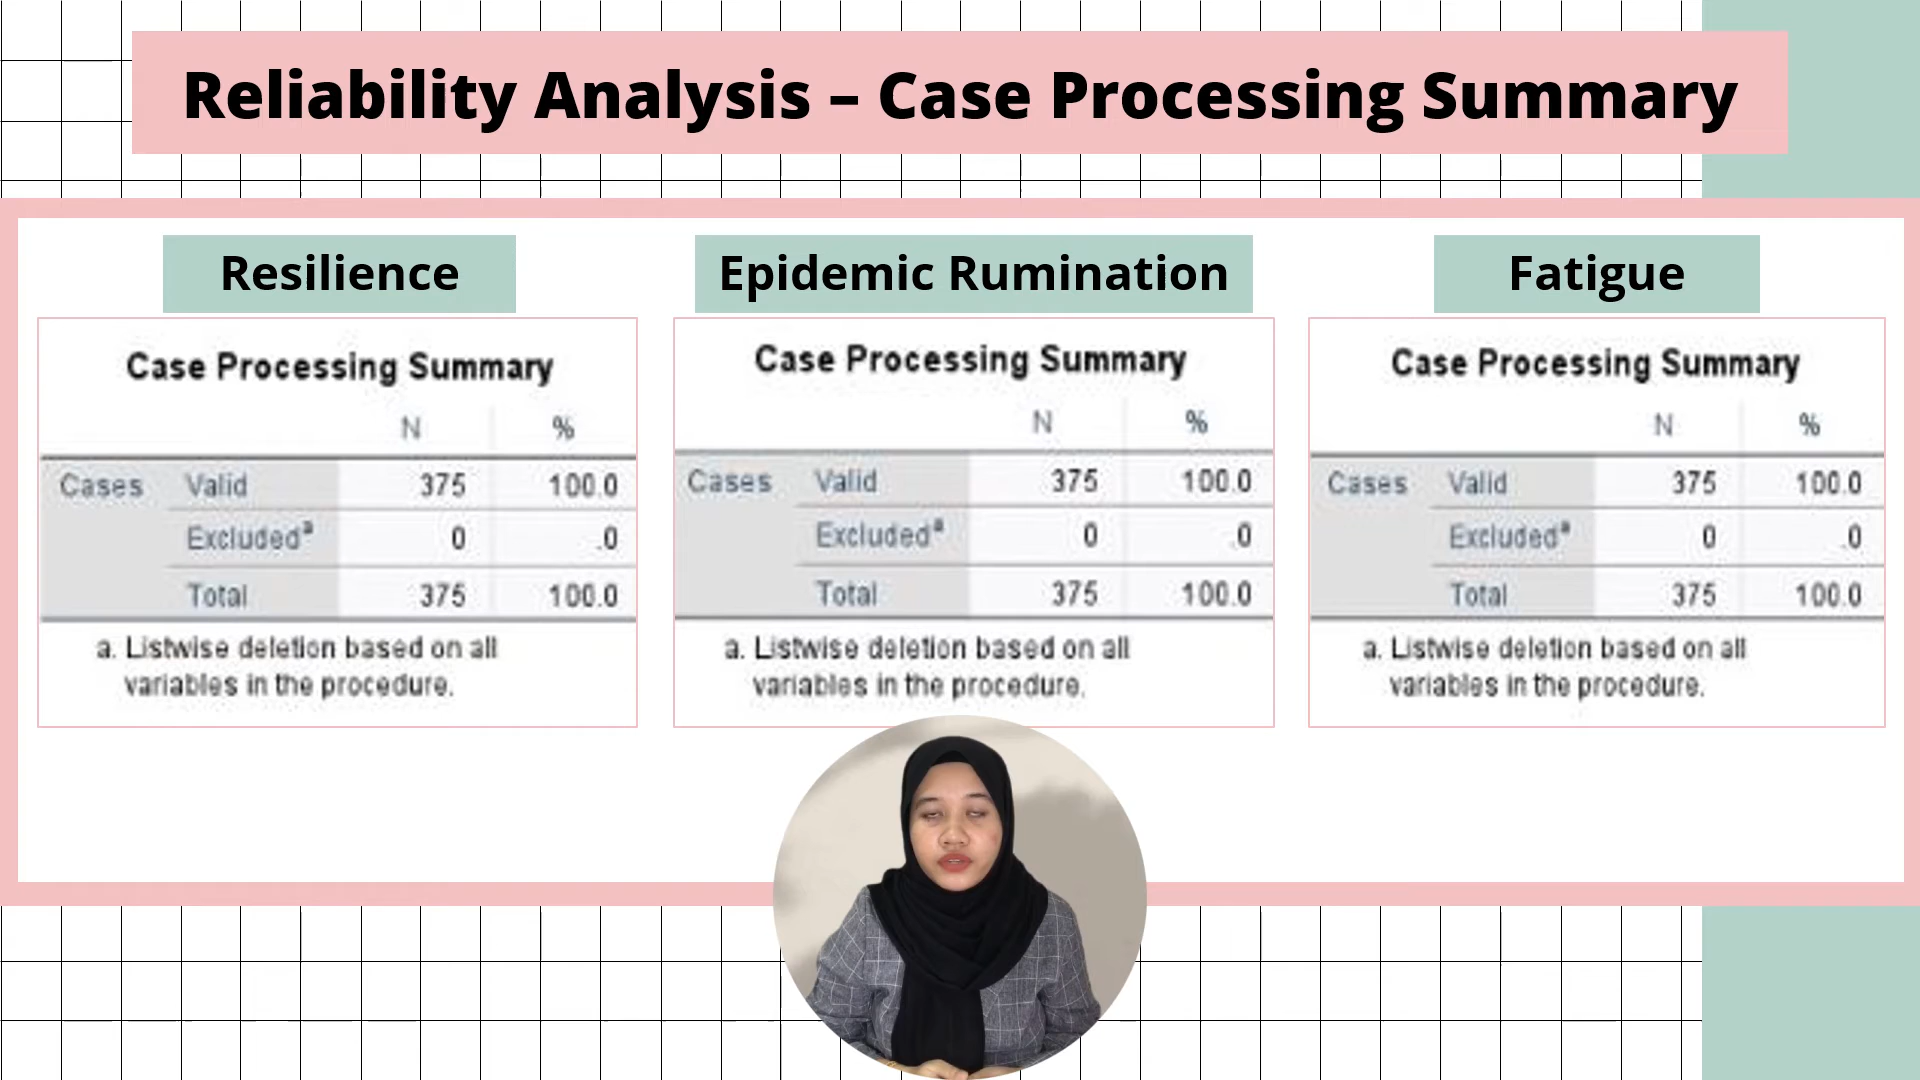 Reliability Analysis – Case Processing Summary
Resilience
Case Processing Summary
N %
Cases Valid 375 100.0
Excludedª 0 .0
Total 375 100.0
a. Listwise deletion based on all
variables in the procedure.
Epidemic Rumination
Case Processing Summary
N %
Cases Valid 375 100.0
Excludedª 0 .0
Total 375 100.0
a. Listwise deletion based on all
variables in the procedure.
Fatigue
Case Processing Summary
N %
Cases Valid 375 100.0
Excludedª 0 .0
Total 375 100.0
a. Listwise deletion based on all
variables in the procedure.